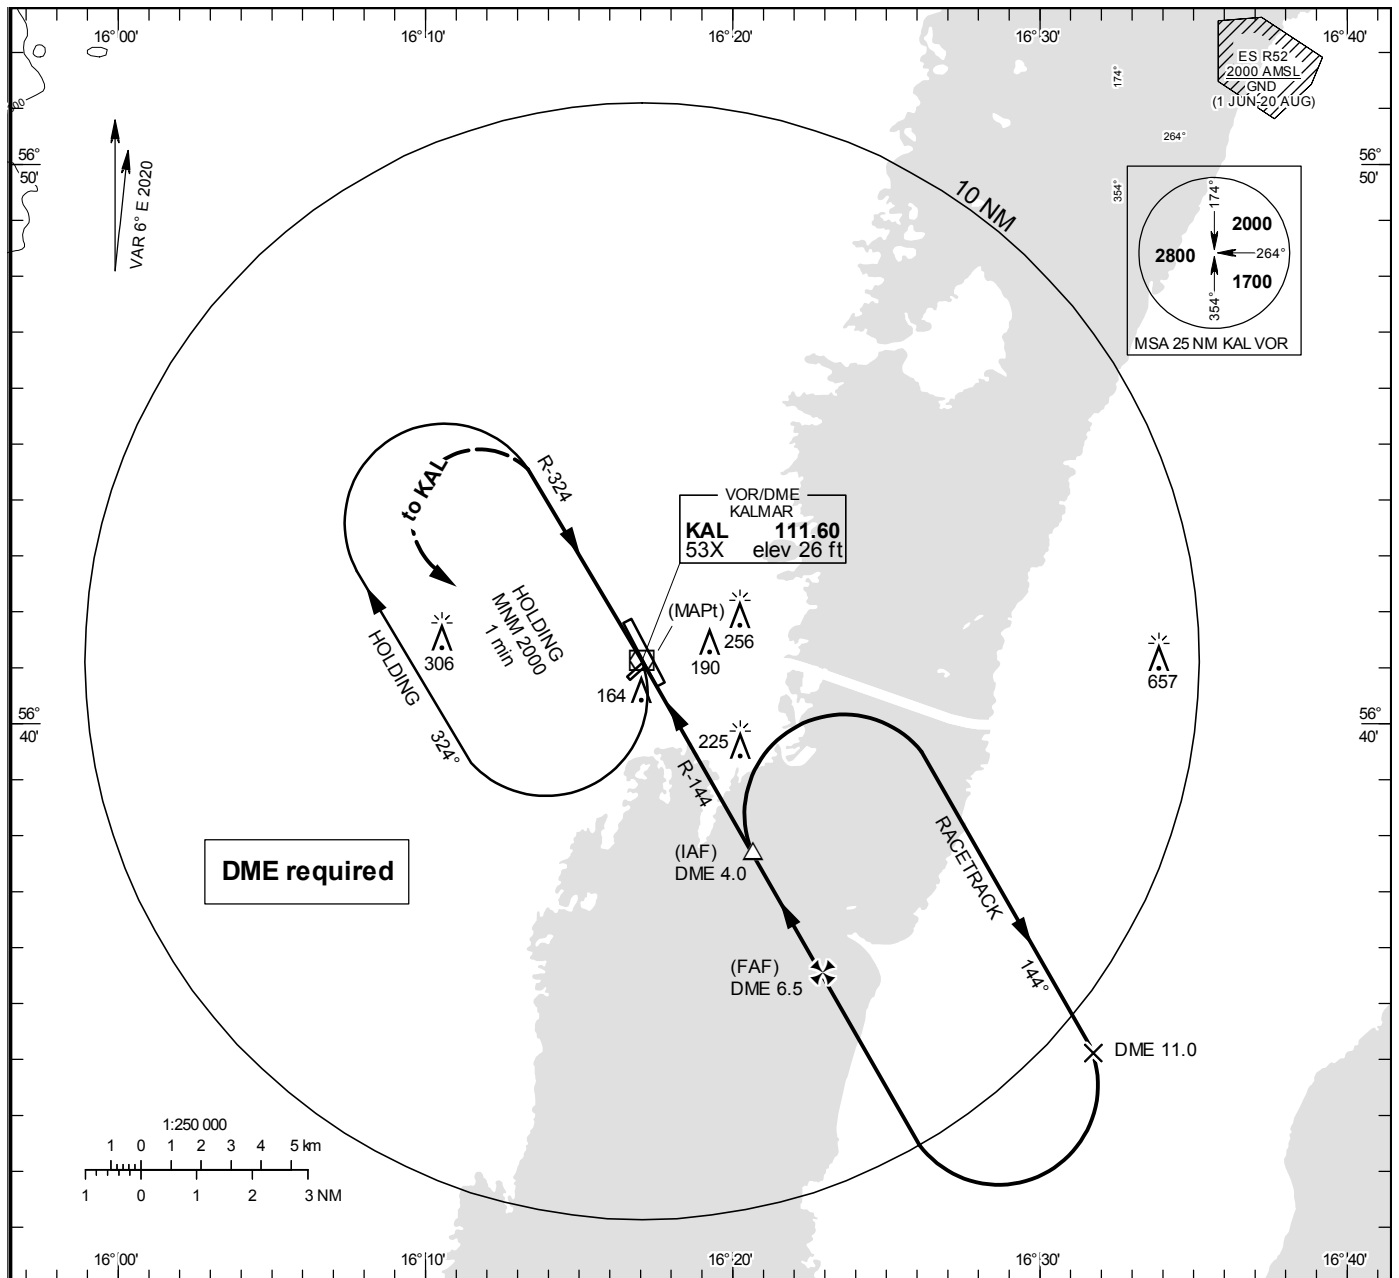 16°00'
16°10'
16°20'
16°30'
16°40'
ES R52
2000 AMSL
GND
(1 JUN-20 AUG)
174°
264°
354°
56°
50'
56°
50'
VAR 6° E 2020
10 NM
174°
2000
2800
264°
1700
354°
MSA 25 NM KAL VOR
to KAL
R-324
VOR/DME
KALMAR
KAL 111.60
53X elev 26 ft
HOLDING
MNM 2000
1 min
(MAPt)
256
190
306
657
164
HOLDING
324°
225
56°
40'
56°
40'
R-144
(IAF)
DME 4.0
RACETRACK
144°
DME required
(FAF)
DME 6.5
DME 11.0
1:250 000
1 0 1 2 3 4 5 km
1 0 1 2 3 NM
16°00'
16°10'
16°20'
16°30'
16°40'